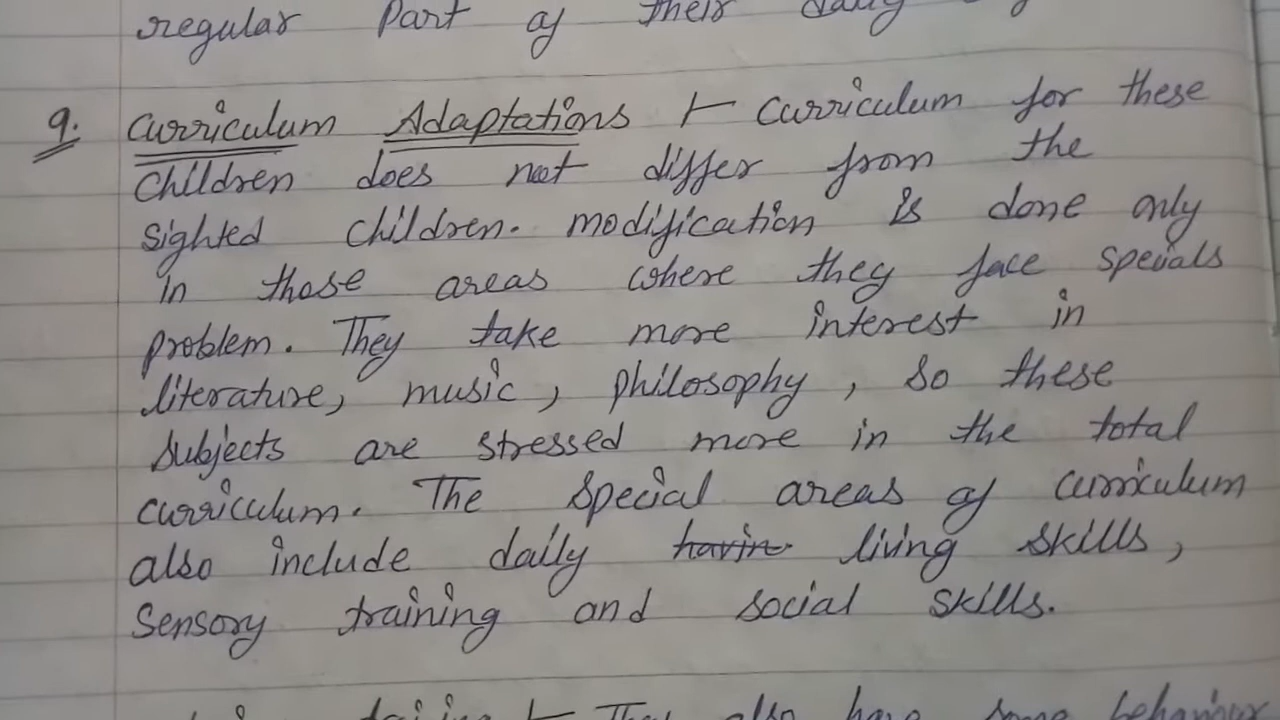 regular Part of their daily
9. Curriculum Adaptations :- Curriculum for these
children does not differ from the
sighted children. modification is done only
in those areas where they face specials
problem. They take more interest in
literature, music, philosophy, so these
subjects are stressed more in the total
curriculum. The special areas of curriculum
also include daily havin living skills,
sensory training and social skills.
They also have some behaviour